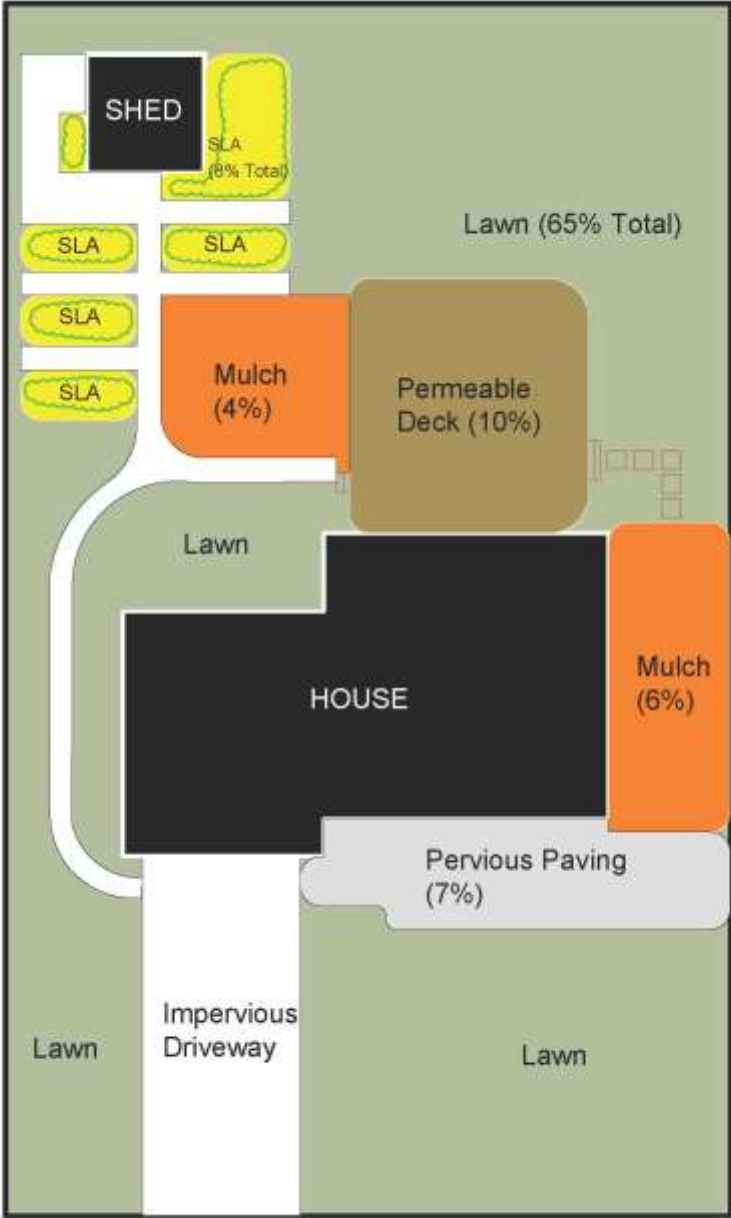 SHED
SLA
(8% Total)
Lawn (65% Total)
SLA
SLA
SLA
SLA
Mulch
(4%)
Permeable
Deck (10%)
Lawn
HOUSE
Mulch
(6%)
Pervious Paving
(7%)
Impervious
Driveway
Lawn
Lawn